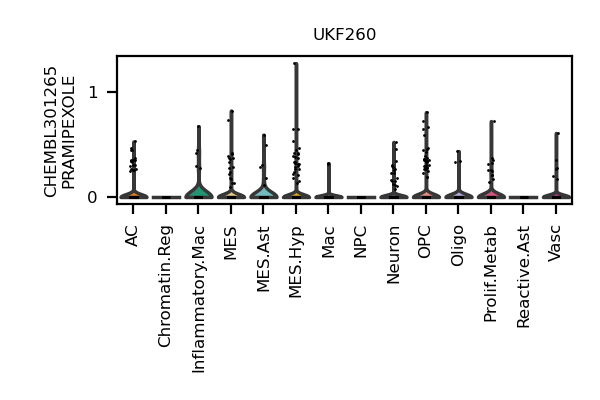 UKF260
CHEMBL301265
PRAMIPEXOLE
1
0
AC
Chromatin.Reg
Inflammatory.Mac
MES
MES.Ast
MES.Hyp
Mac
NPC
Neuron
OPC
Oligo
Prolif.Metab
Reactive.Ast
Vasc